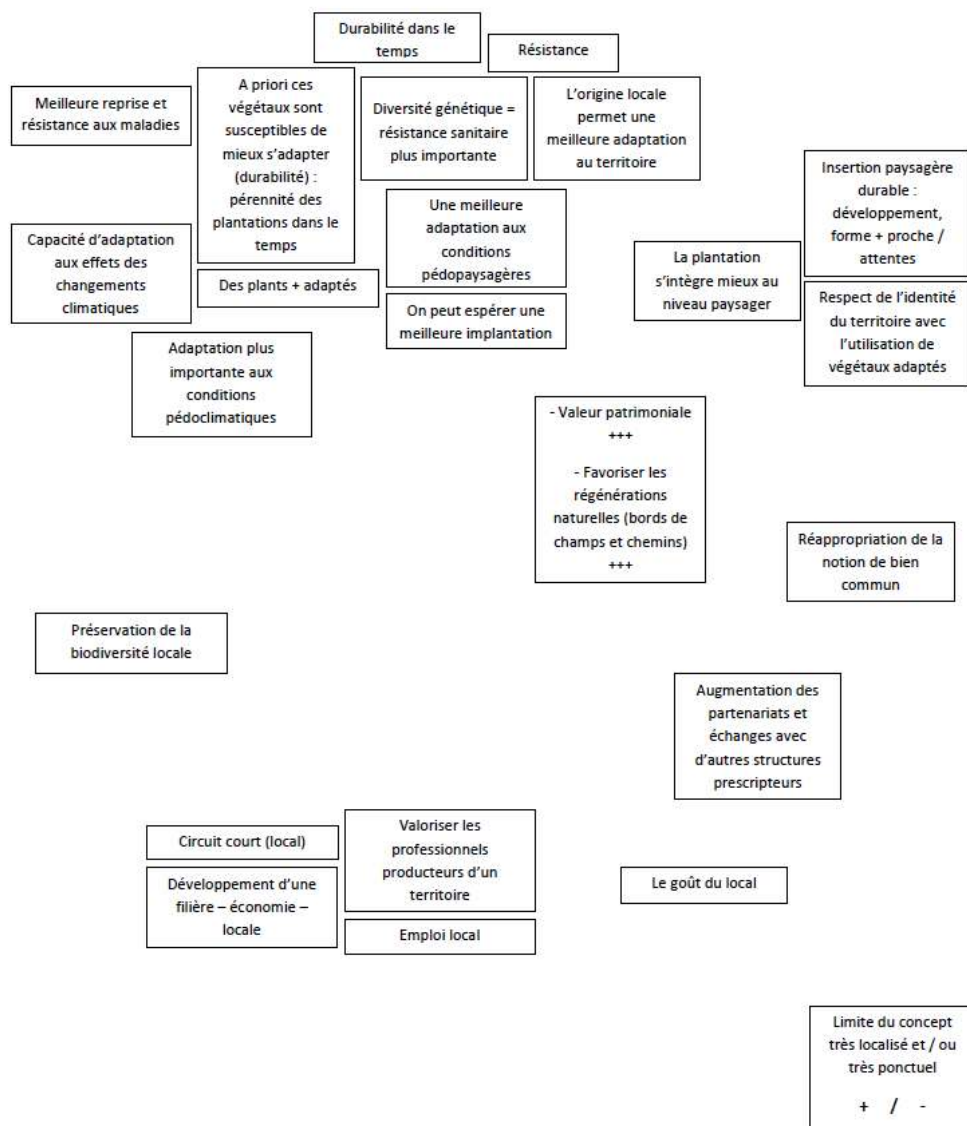 Durabilité dans le
temps
Résistance
Meilleure reprise et
résistance aux maladies
A priori ces
végétaux sont
susceptibles de
mieux s’adapter
(durabilité) :
pérennité des
plantations dans le
temps
Diversité génétique =
résistance sanitaire
plus importante
L’origine locale
permet une
meilleure adaptation
au territoire
Insertion paysagère
durable :
développement,
forme + proche /
attentes
Une meilleure
adaptation aux
conditions
pédopaysagères
La plantation
s’intègre mieux au
niveau paysager
Capacité d’adaptation
aux effets des
changements
climatiques
Des plants + adaptés
On peut espérer une
meilleure implantation
Respect de l’identité
du territoire avec
l’utilisation de
végétaux adaptés
Adaptation plus
importante aux
conditions
pédoclimatiques
- Valeur patrimoniale
+++
- Favoriser les
régénérations
naturelles (bords de
champs et chemins)
+++
Réappropriation de la
notion de bien
commun
Préservation de la
biodiversité locale
Augmentation des
partenariats et
échanges avec
d’autres structures
prescripteurs
Circuit court (local)
Valoriser les
professionnels
producteurs d’un
territoire
Développement d’une
filière – économie –
locale
Emploi local
Le goût du local
Limite du concept
très localisé et / ou
très ponctuel
+ / -